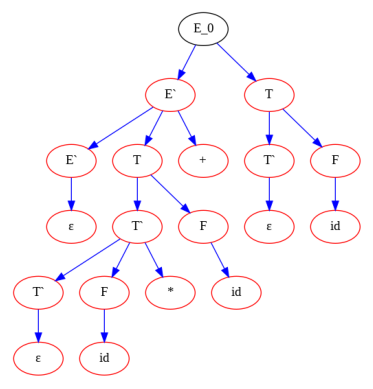 E_0
E` T
E` T + T` F
ε T` F ε id
T` F * id
ε id